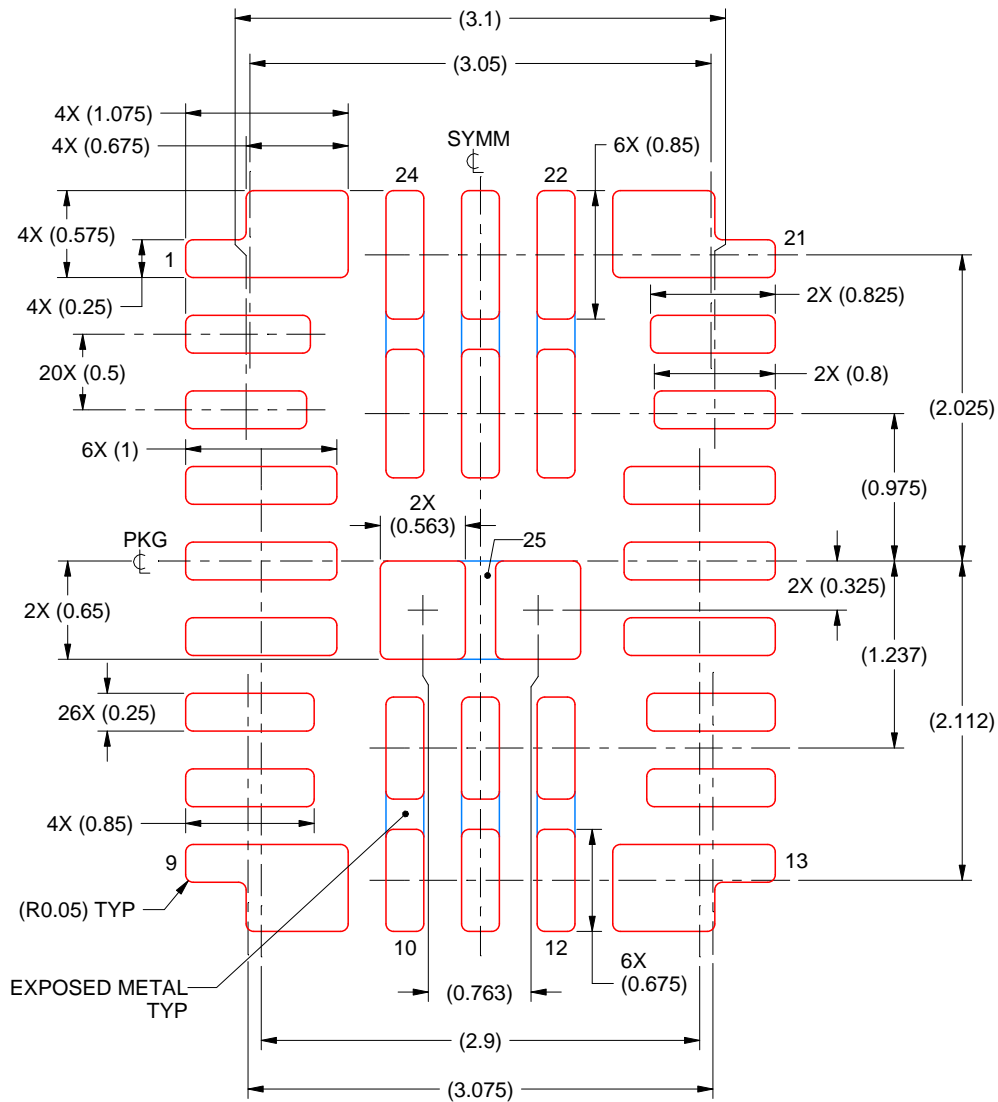 (3.1)
(3.05)
4X (1.075)
4X (0.675)
SYMM
6X (0.85)
24
22
4X (0.575)
1
21
4X (0.25)
2X (0.825)
20X (0.5)
2X (0.8)
(2.025)
6X (1)
(0.975)
2X
(0.563)
PKG
25
2X (0.325)
2X (0.65)
(1.237)
26X (0.25)
(2.112)
4X (0.85)
9
13
(R0.05) TYP
10
12
6X
(0.675)
EXPOSED METAL
TYP
(0.763)
(2.9)
(3.075)